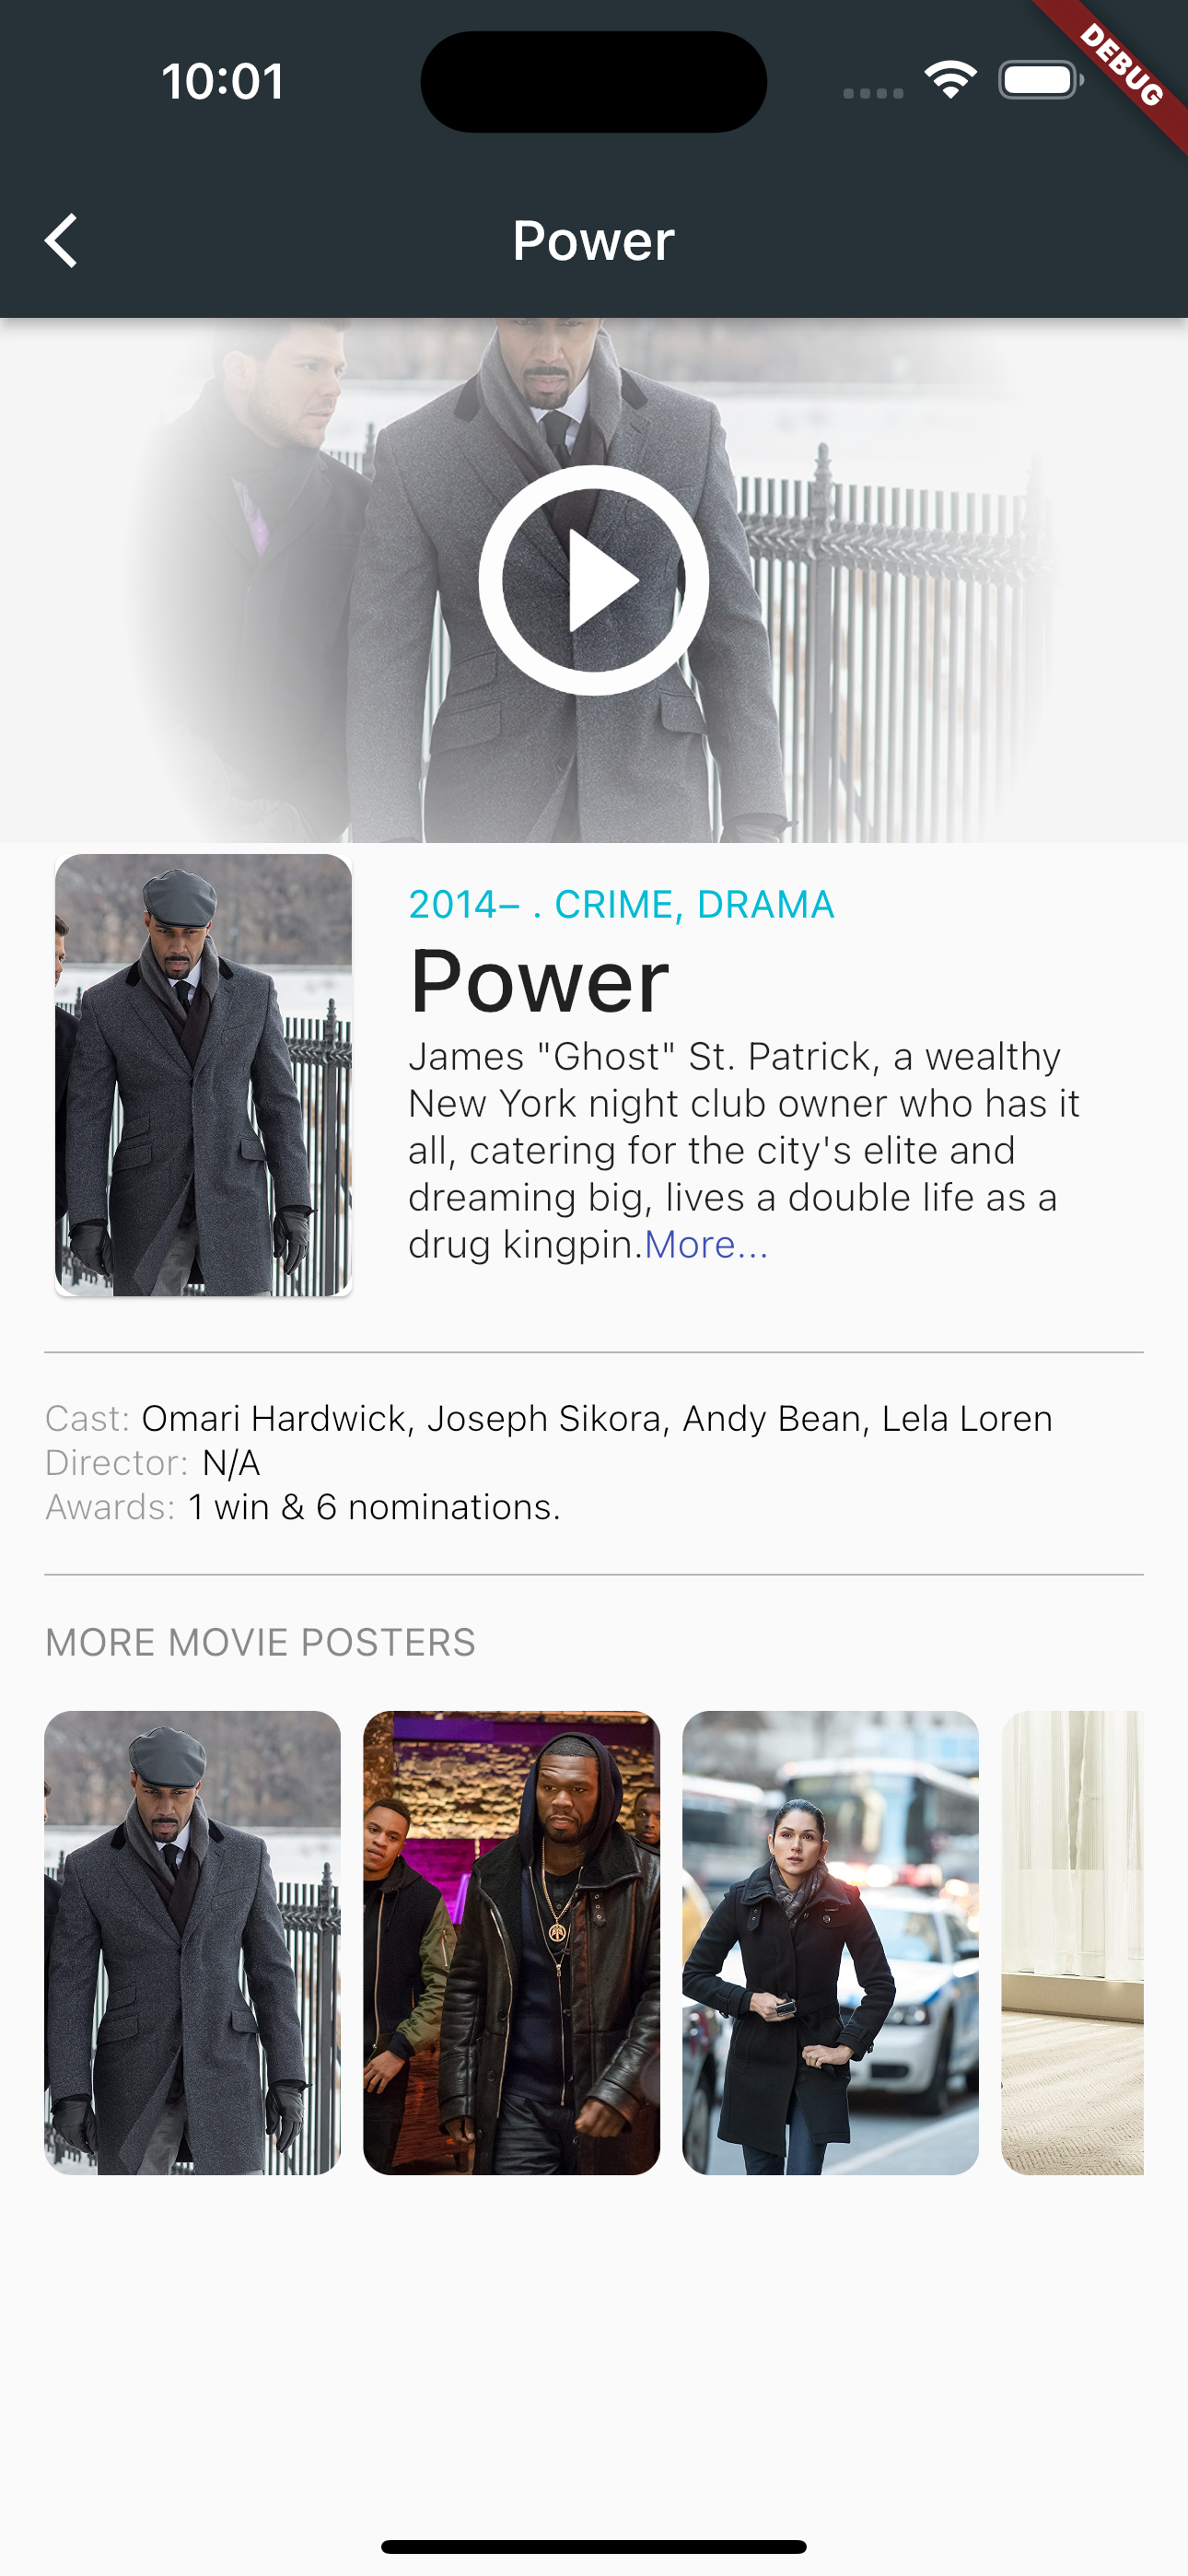 10:01
DEBUG
Power
2014– . CRIME, DRAMA
Power
James "Ghost" St. Patrick, a wealthy
New York night club owner who has it
all, catering for the city's elite and
dreaming big, lives a double life as a
drug kingpin.More...
Cast: Omari Hardwick, Joseph Sikora, Andy Bean, Lela Loren
Director: N/A
Awards: 1 win & 6 nominations.
MORE MOVIE POSTERS